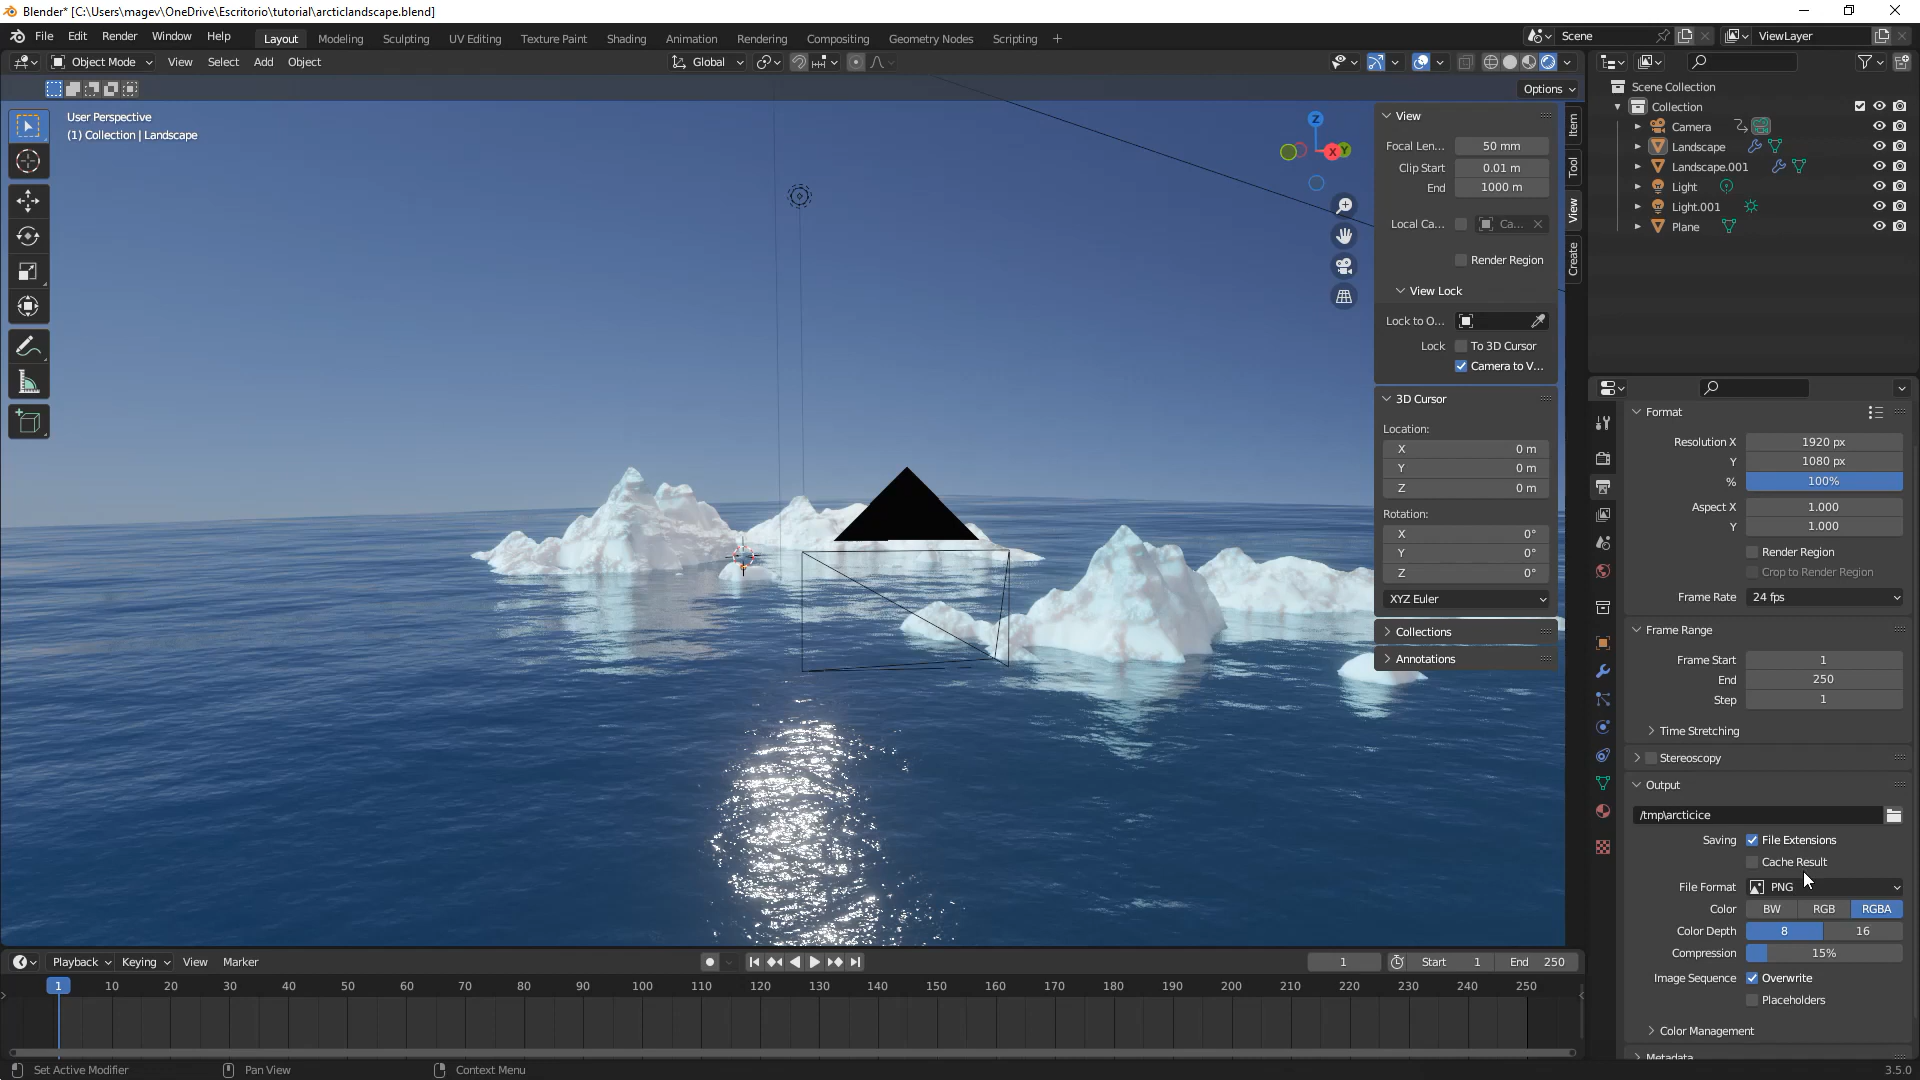 Blender* [C:\Users\magev\OneDrive\Escritorio\tutorial\arcticlandscape.blend]
File Edit Render Window Help Layout Modeling Sculpting UV Editing Texture Paint Shading Animation Rendering Compositing Geometry Nodes Scripting + Scene ViewLayer
Object Mode View Select Add Object Global
Options
User Perspective
(1) Collection | Landscape
Z
X
Y
View
Focal Len... 50 mm
Clip Start 0.01 m
End 1000 m
Local Ca... Ca...
Render Region
View Lock
Lock to O...
Lock To 3D Cursor
Camera to V...
3D Cursor
Location:
X 0 m
Y 0 m
Z 0 m
Rotation:
X 0°
Y 0°
Z 0°
XYZ Euler
Collections
Annotations
Item
Tool
View
Create
Scene Collection
Collection
Camera
Landscape
Landscape.001
Light
Light.001
Plane
Format
Resolution X 1920 px
Y 1080 px
% 100%
Aspect X 1.000
Y 1.000
Render Region
Crop to Render Region
Frame Rate 24 fps
Frame Range
Frame Start 1
End 250
Step 1
Time Stretching
Stereoscopy
Output
/tmp\arcticice
Saving File Extensions
Cache Result
File Format PNG
Color BW RGB RGBA
Color Depth 8 16
Compression 15%
Image Sequence Overwrite
Placeholders
Color Management
Metadata
Playback Keying View Marker 1 Start 1 End 250
1 10 20 30 40 50 60 70 80 90 100 110 120 130 140 150 160 170 180 190 200 210 220 230 240 250
Set Active Modifier Pan View Context Menu 3.5.0